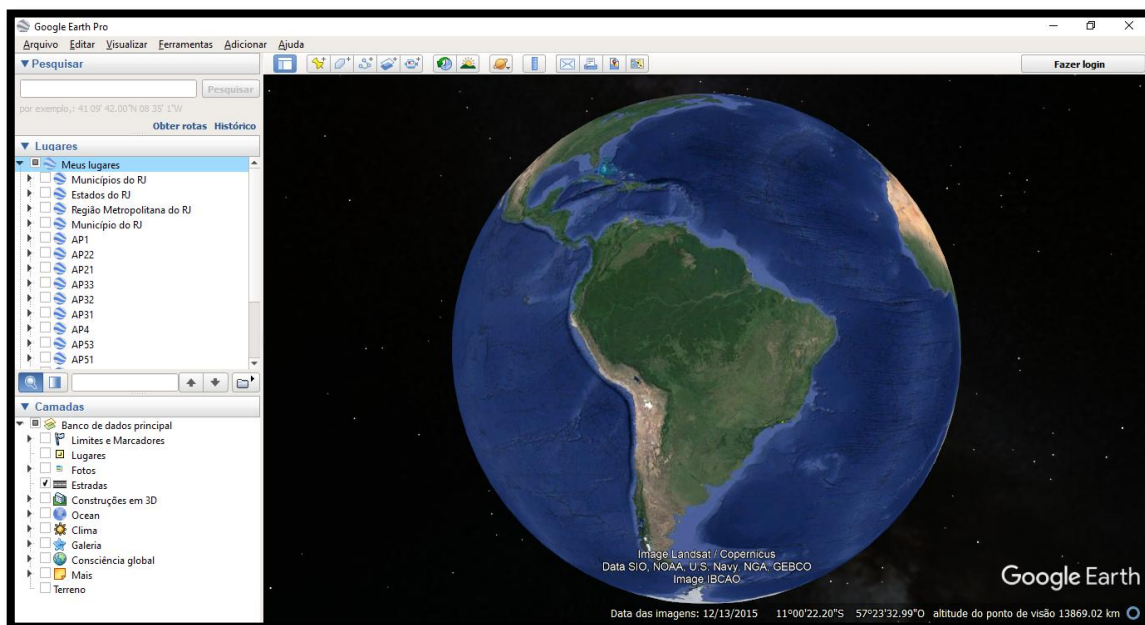 Google Earth Pro
Arquivo Editar Visualizar Ferramentas Adicionar Ajuda
Pesquisar
Pesquisar
por exemplo,: 41 09' 42.00"N 08 35' 1"W
Obter rotas Histórico
Lugares
Meus lugares
Municípios do RJ
Estados do RJ
Região Metropolitana do RJ
Município do RJ
AP1
AP22
AP21
AP33
AP32
AP31
AP4
AP53
AP51
Camadas
Banco de dados principal
Limites e Marcadores
Lugares
Fotos
Estradas
Construções em 3D
Ocean
Clima
Galeria
Consciência global
Mais
Terreno
Fazer login
Image Landsat / Copernicus
Data SIO, NOAA, U.S. Navy, NGA, GEBCO
Image IBCAO
Google Earth
Data das imagens: 12/13/2015 11°00'22.20"S 57°23'32.99"O altitude do ponto de visão 13869.02 km